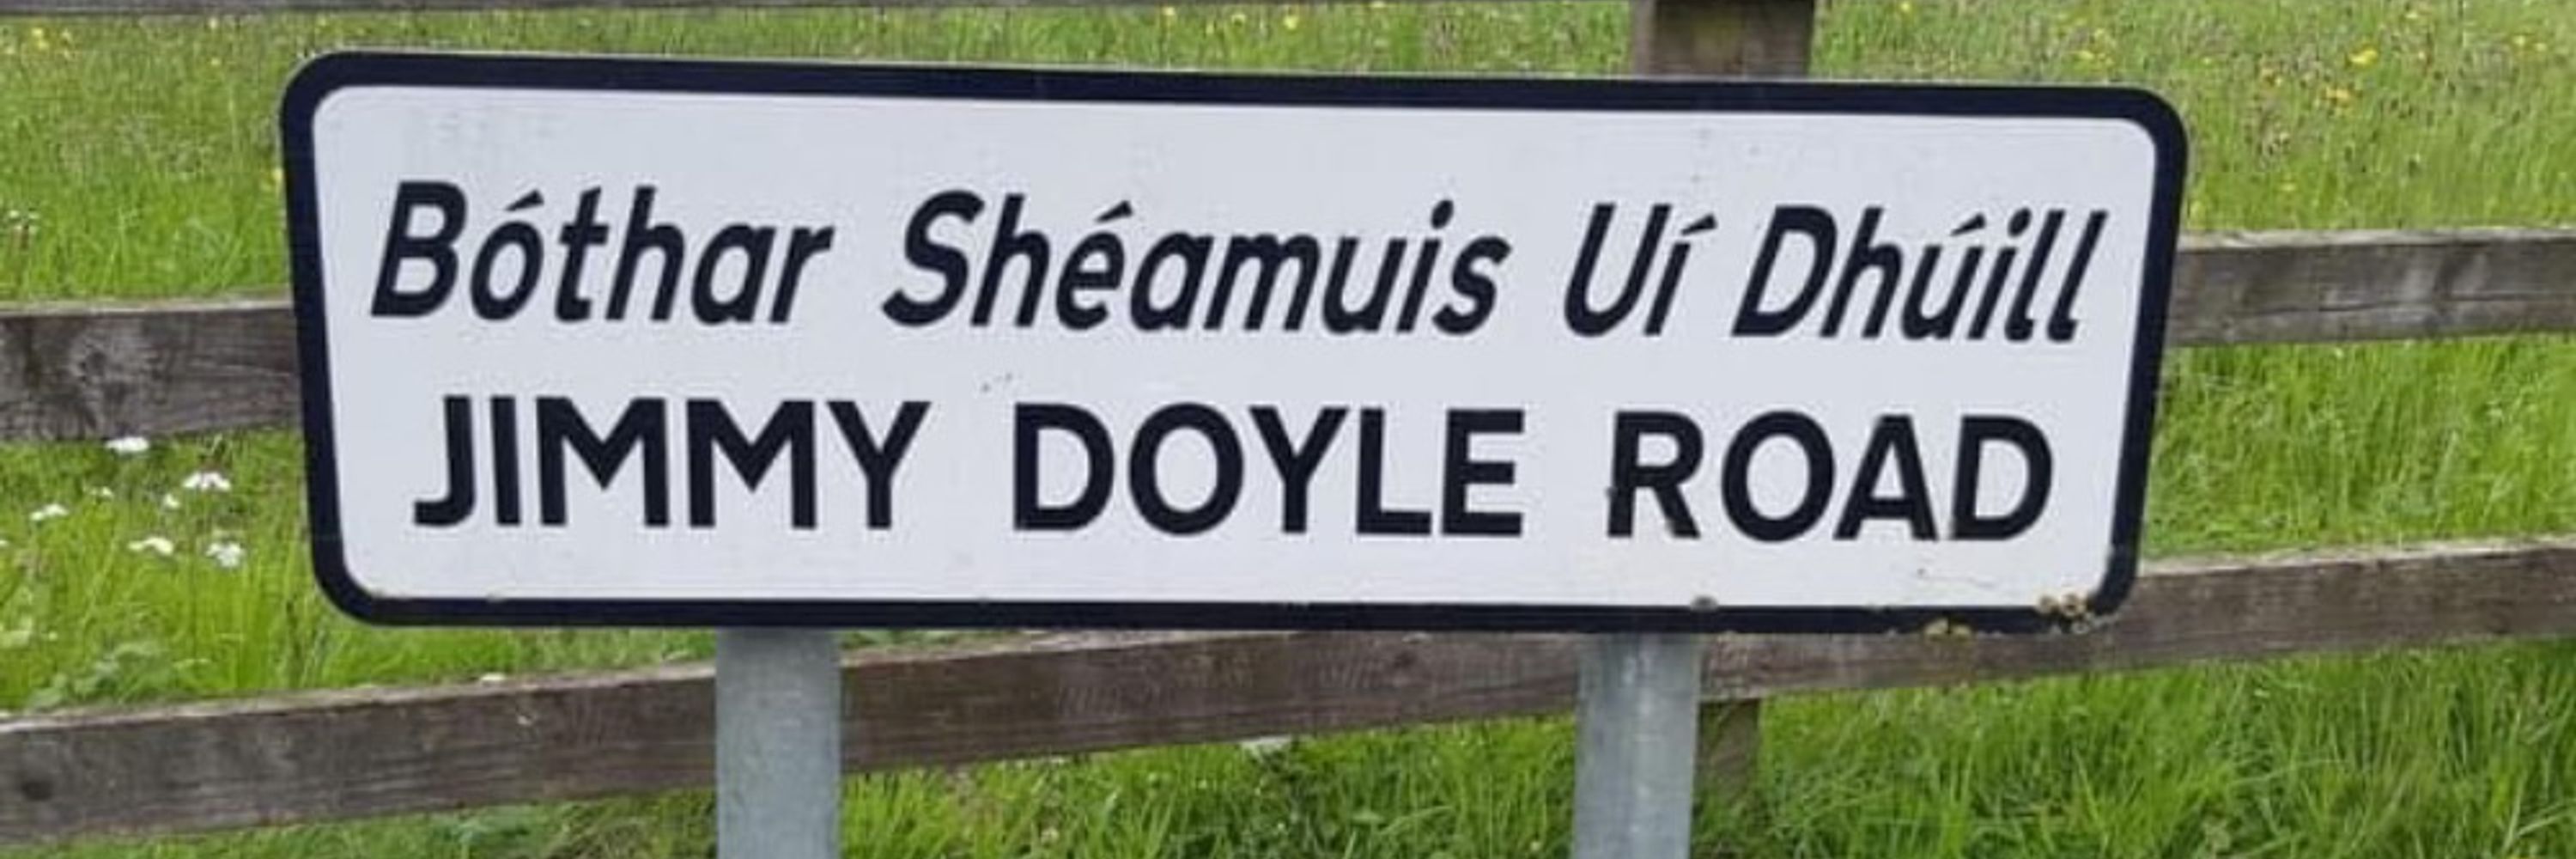 Bóthar Shéamuis Uí Dhúill
JIMMY DOYLE ROAD